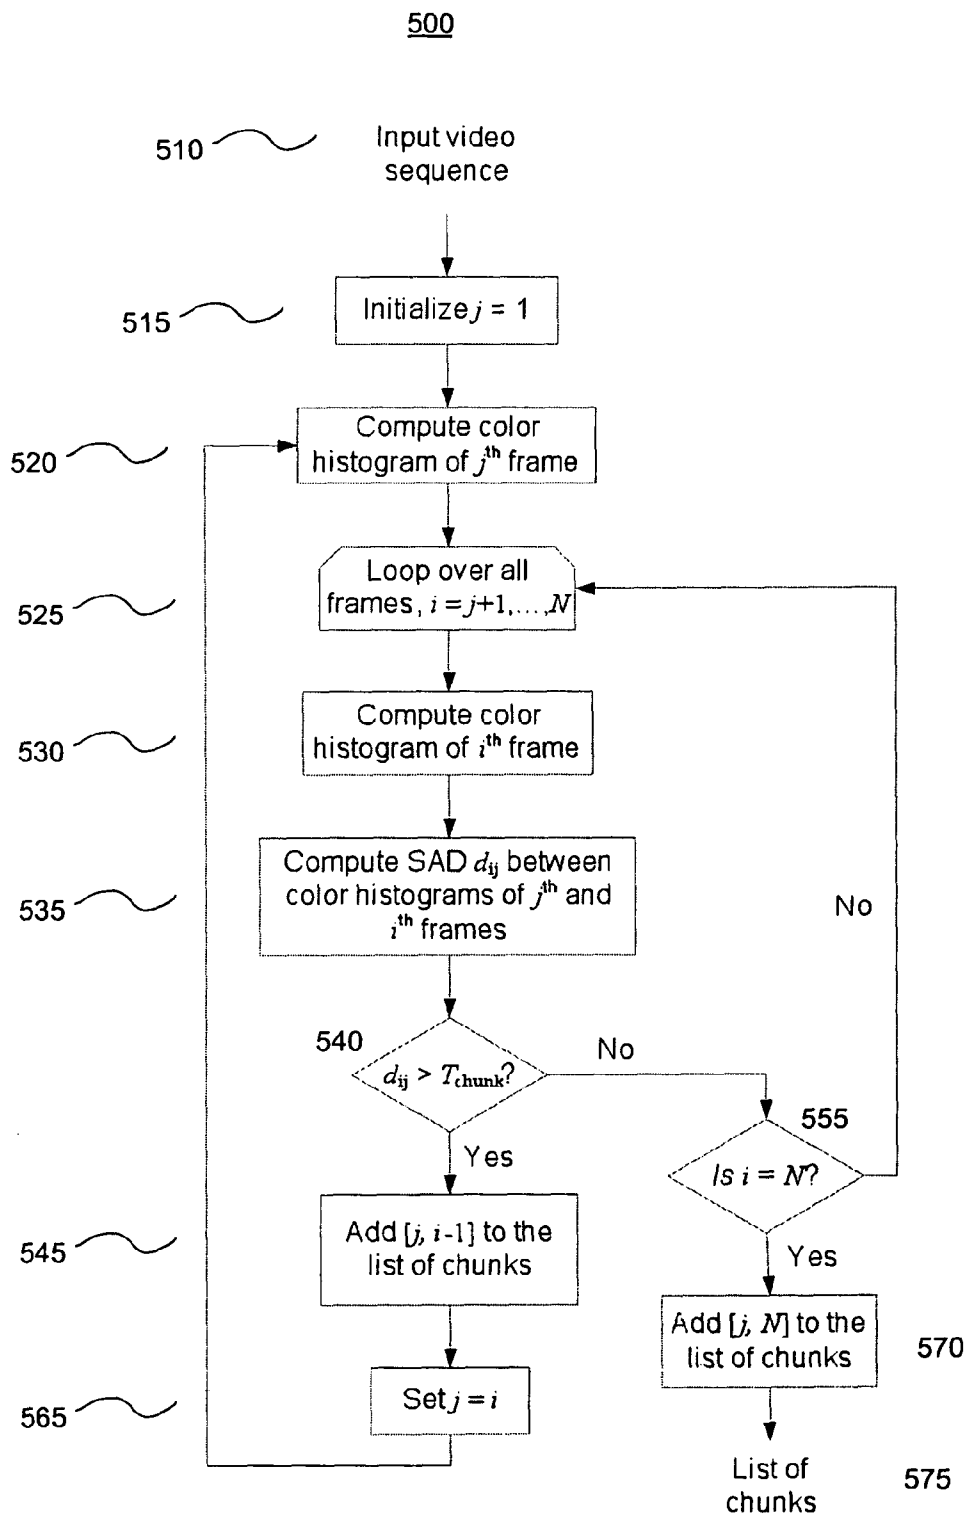 500
510
Input video
sequence
515
Initialize j = 1
520
Compute color
histogram of jth frame
525
Loop over all
frames, i = j+1,...,N
530
Compute color
histogram of ith frame
535
Compute SAD dij between
color histograms of jth and
ith frames
No
540
dij > Tchunk?
No
555
Is i = N?
Yes
545
Add [j, i-1] to the
list of chunks
Yes
Add [j, N] to the
list of chunks
570
565
Set j = i
List of
chunks
575